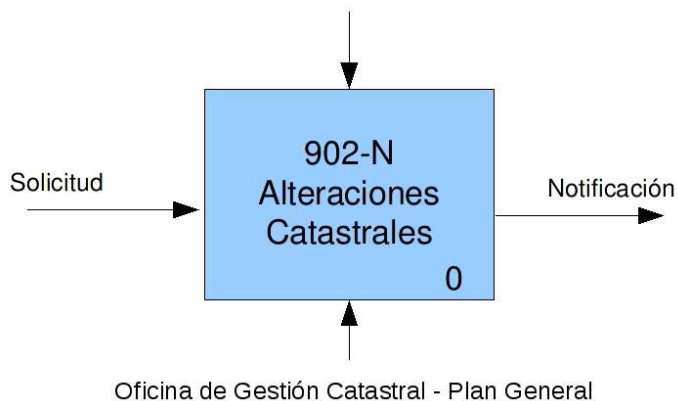 902-N
Alteraciones
Catastrales
0
Solicitud
Notificación
Oficina de Gestión Catastral - Plan General